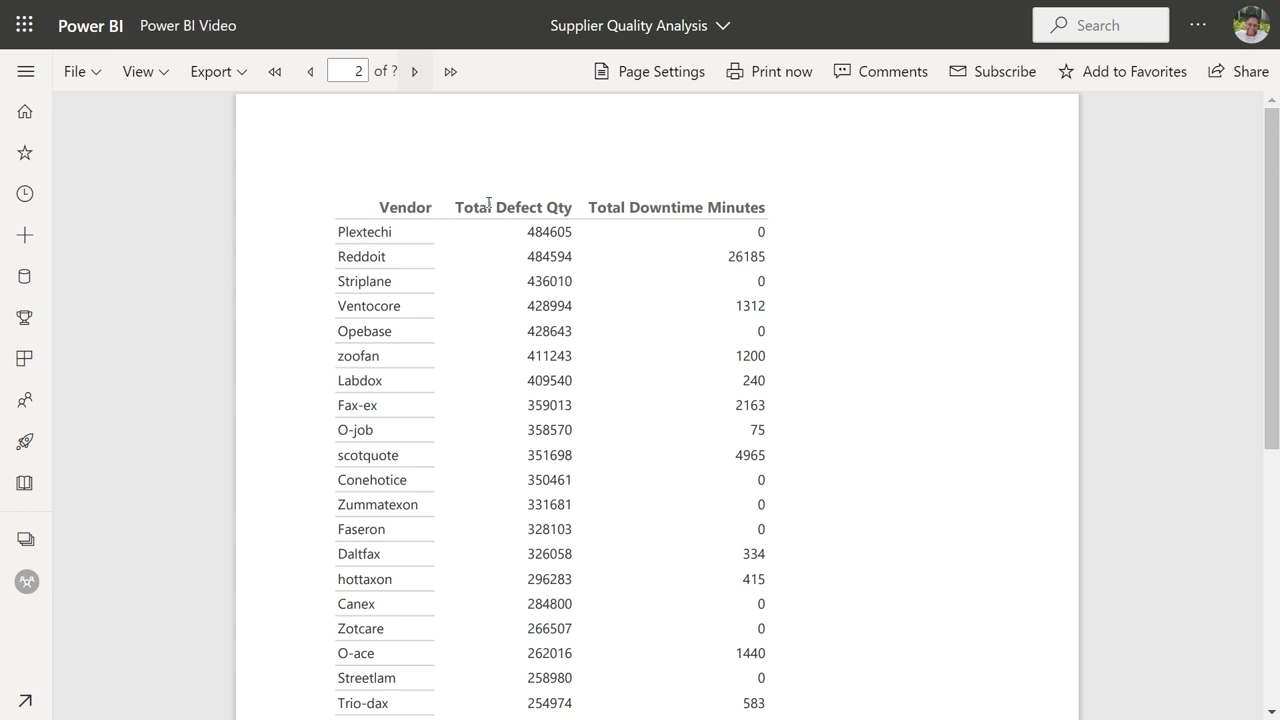 Power BI Power BI Video Supplier Quality Analysis Search
File View Export 2 of ? Page Settings Print now Comments Subscribe Add to Favorites Share
Vendor Total Defect Qty Total Downtime Minutes
Plextechi 484605 0
Reddoit 484594 26185
Striplane 436010 0
Ventocore 428994 1312
Opebase 428643 0
zoofan 411243 1200
Labdox 409540 240
Fax-ex 359013 2163
O-job 358570 75
scotquote 351698 4965
Conehotice 350461 0
Zummatexon 331681 0
Faseron 328103 0
Daltfax 326058 334
hottaxon 296283 415
Canex 284800 0
Zotcare 266507 0
O-ace 262016 1440
Streetlam 258980 0
Trio-dax 254974 583